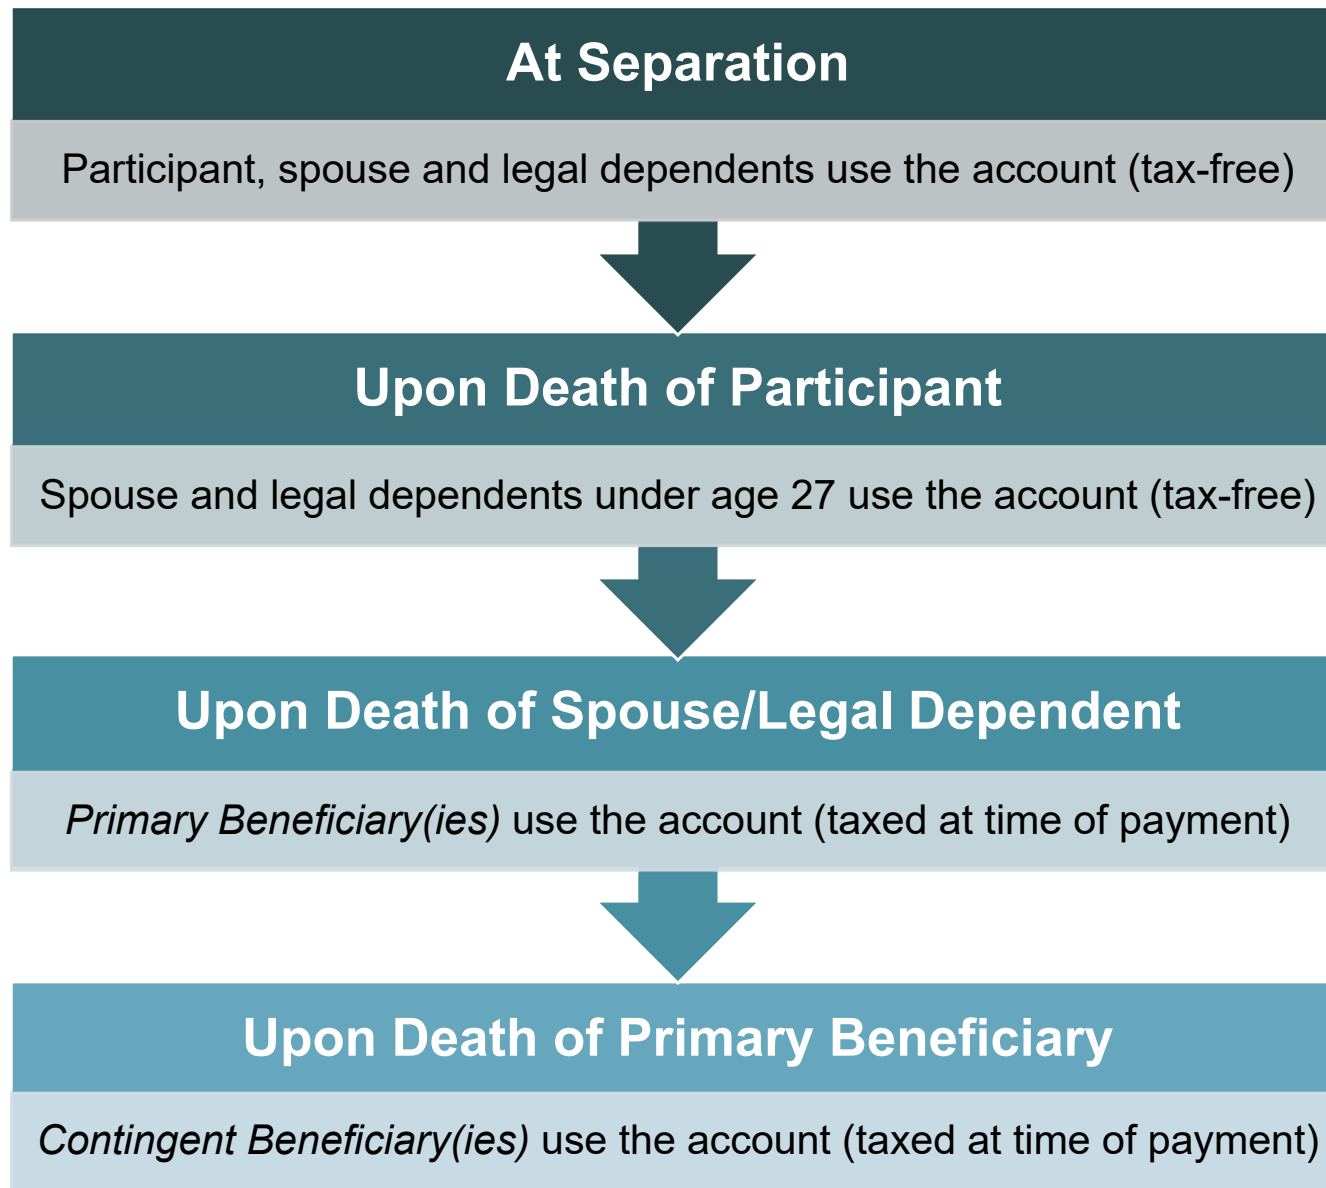 At Separation
Participant, spouse and legal dependents use the account (tax-free)
Upon Death of Participant
Spouse and legal dependents under age 27 use the account (tax-free)
Upon Death of Spouse/Legal Dependent
Primary Beneficiary(ies) use the account (taxed at time of payment)
Upon Death of Primary Beneficiary
Contingent Beneficiary(ies) use the account (taxed at time of payment)